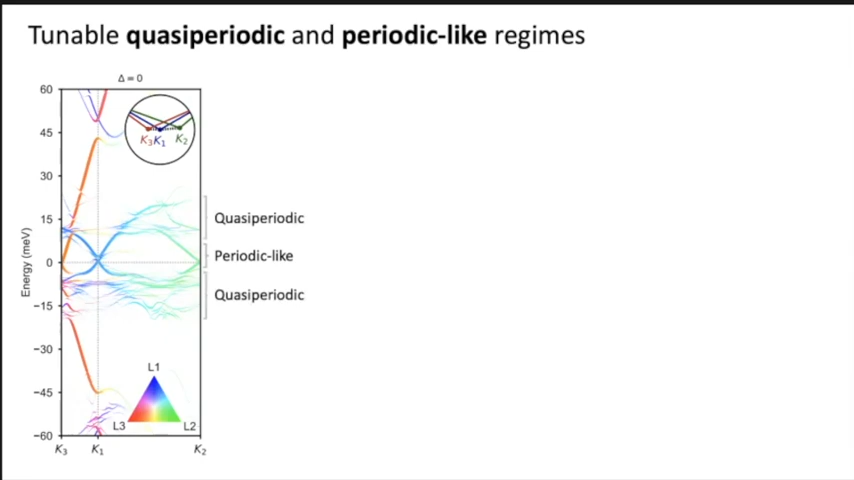 Tunable quasiperiodic and periodic-like regimes
Δ = 0
60
45
30
15
0
−15
−30
−45
−60
Energy (meV)
K₃ K₁ K₂
Quasiperiodic
Periodic-like
Quasiperiodic
L1
L3 L2
K₃ K₁ K₂